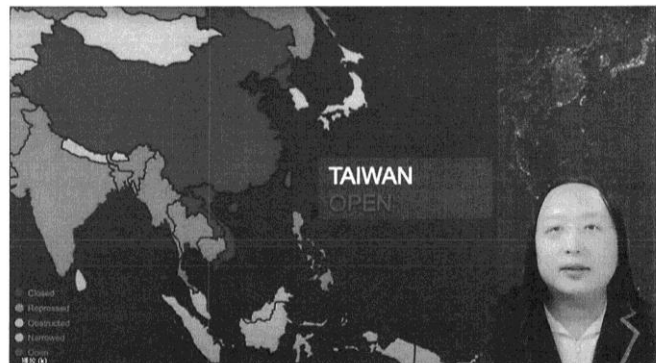 TAIWAN
OPEN
Closed
Repressed
Obstructed
Narrowed
Open